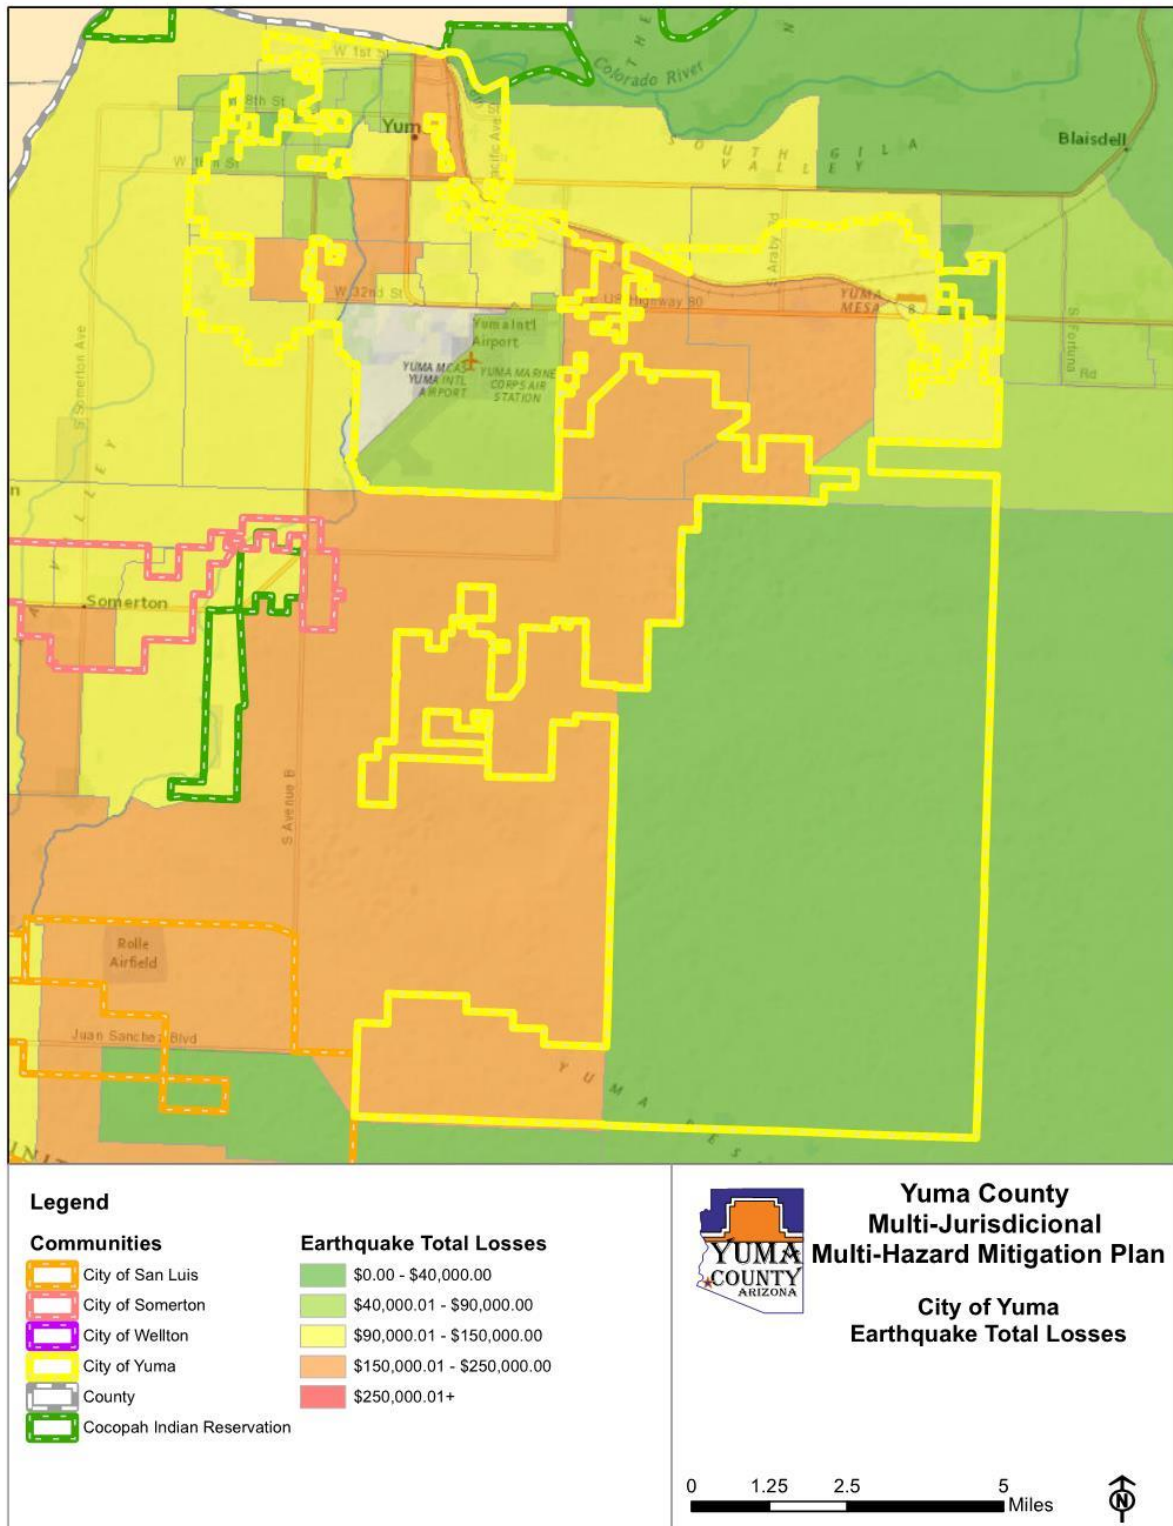 T H E
N
W 1st St
Colorado River
W 8th St
Yum
Pacific Ave
S O U T H G I L A
V A L L E Y
Blaisdell
W 16th St
S Araby Rd
W 32nd St
US Highway 80
YUMA
MESA
8
S Fortuna
Rd
Yuma Int'l
Airport
YUMA MCAS
YUMA INTL
AIRPORT
YUMA MARINE
CORPS AIR
STATION
S Somerton Ave
n
Somerton
S Avenue B
Rolle
Airfield
Juan Sanchez Blvd
Y U M A D E S
Legend
Communities
City of San Luis
City of Somerton
City of Wellton
City of Yuma
County
Cocopah Indian Reservation
Earthquake Total Losses
$0.00 - $40,000.00
$40,000.01 - $90,000.00
$90,000.01 - $150,000.00
$150,000.01 - $250,000.00
$250,000.01+
YUMA
COUNTY
ARIZONA
Yuma County
Multi-Jurisdicional
Multi-Hazard Mitigation Plan
City of Yuma
Earthquake Total Losses
0 1.25 2.5 5
Miles
N